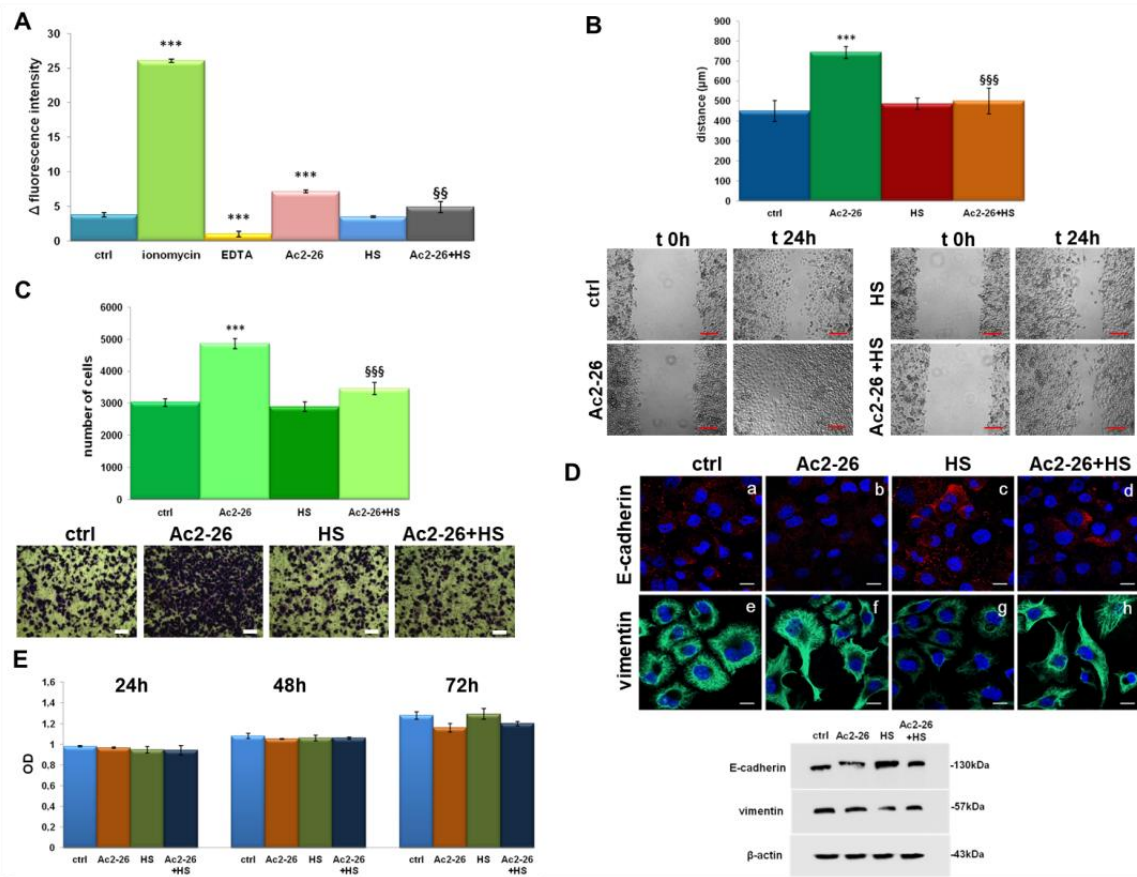 A
Δ fluorescence intensity
30
25
20
15
10
5
0
***
***
***
§§
ctrl ionomycin EDTA Ac2-26 HS Ac2-26+HS
B
distance (µm)
900
800
700
600
500
400
300
200
100
0
***
§§§
ctrl Ac2-26 HS Ac2-26+HS
t 0h t 24h t 0h t 24h
ctrl
HS
Ac2-26
Ac2-26 +HS
C
number of cells
6000
5000
4000
3000
2000
1000
0
***
§§§
ctrl Ac2-26 HS Ac2-26+HS
ctrl Ac2-26 HS Ac2-26+HS
D
ctrl Ac2-26 HS Ac2-26+HS
E-cadherin
a b c d
vimentin
e f g h
ctrl Ac2-26 HS Ac2-26
+HS
E-cadherin -130kDa
vimentin -57kDa
β-actin -43kDa
E
24h 48h 72h
OD
1.6
1.4
1.2
1
0.8
0.6
0.4
0.2
0
ctrl Ac2-26 HS Ac2-26
+HS
ctrl Ac2-26 HS Ac2-26
+HS
ctrl Ac2-26 HS Ac2-26
+HS